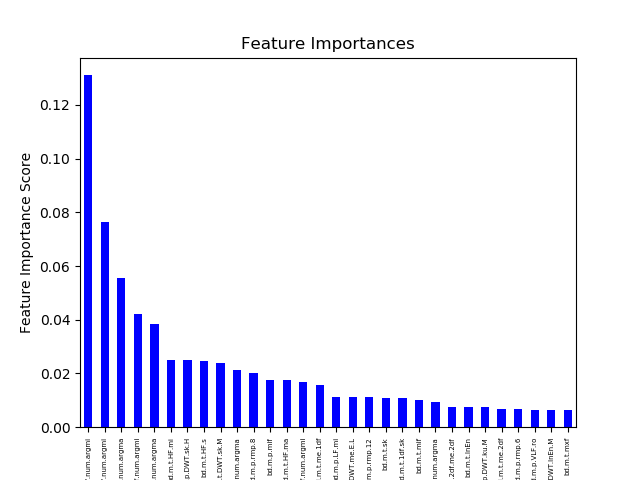 Feature Importances
Feature Importance Score
0.12
0.10
0.08
0.06
0.04
0.02
0.00
.num.argmi
.num.argmi
.num.argma
.num.argmi
.num.argma
d.m.t.HF.mi
p.DWT.sk.H
bd.m.t.HF.s
.t.DWT.sk.M
num.argma
d.m.p.rmp.8
bd.m.p.mif
d.m.t.HF.ma
.num.argmi
.m.t.me.1df
d.m.p.LF.mi
DWT.me.E.L
m.p.rmp.12
bd.m.t.sk
d.m.t.1df.sk
bd.m.t.mif
num.argma
.2df.me.2df
bd.m.t.InEn
p.DWT.ku.M
.m.t.me.2df
d.m.p.rmp.6
m.p.VLF.ro
DWT.InEn.M
bd.m.t.mxf